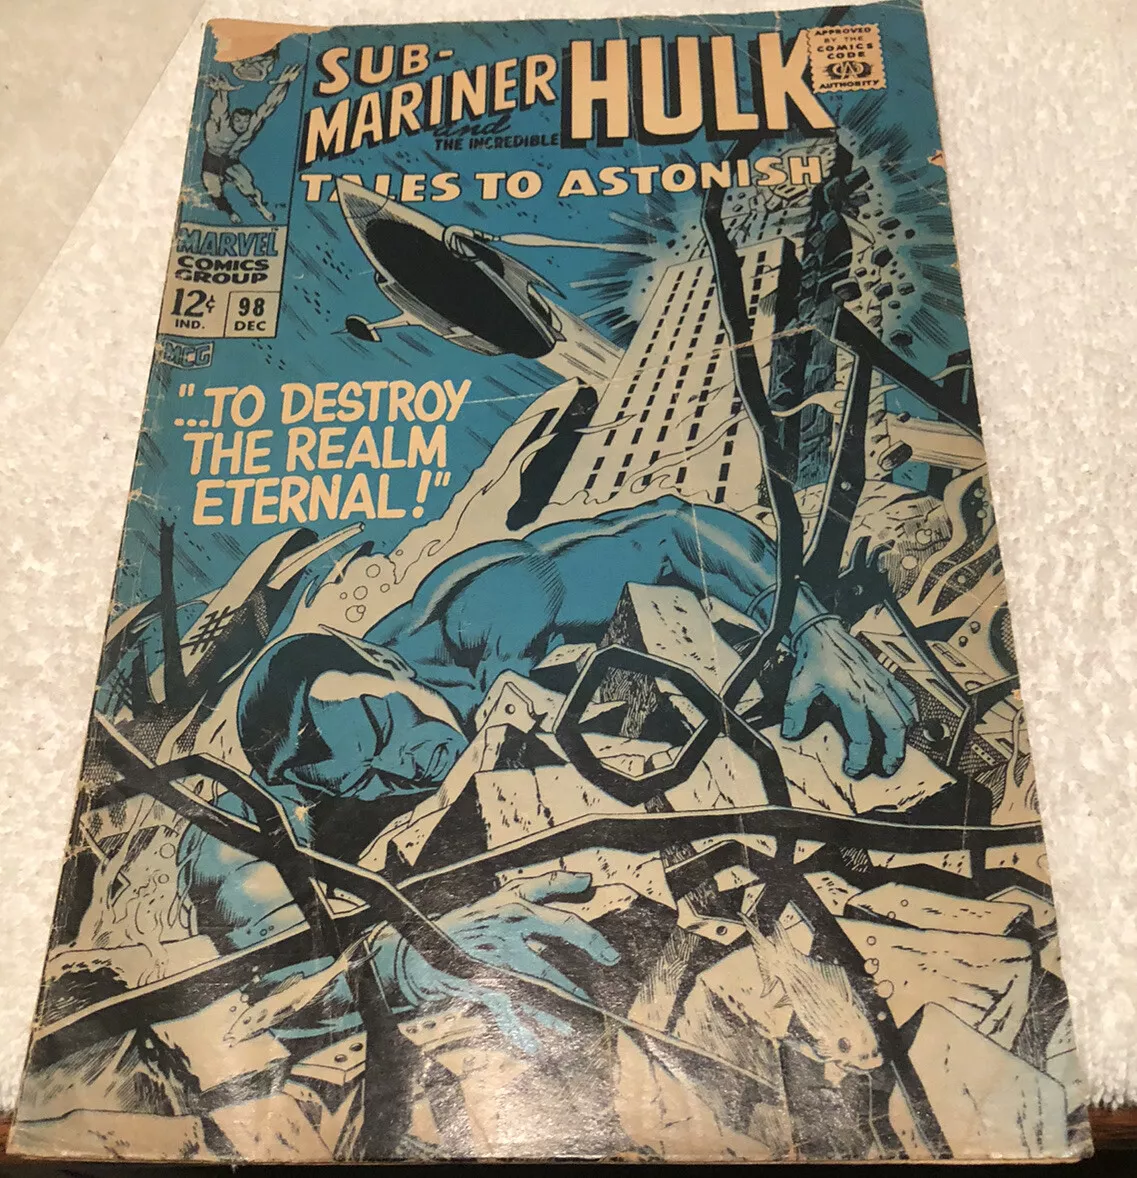 SUB-
MARINER
and
THE INCREDIBLE
HULK
TALES TO ASTONISH
APPROVED
BY THE
COMICS
CODE
CA
AUTHORITY
MARVEL
COMICS
GROUP
12¢
IND.
98
DEC
MCG
"...TO DESTROY
THE REALM
ETERNAL!"